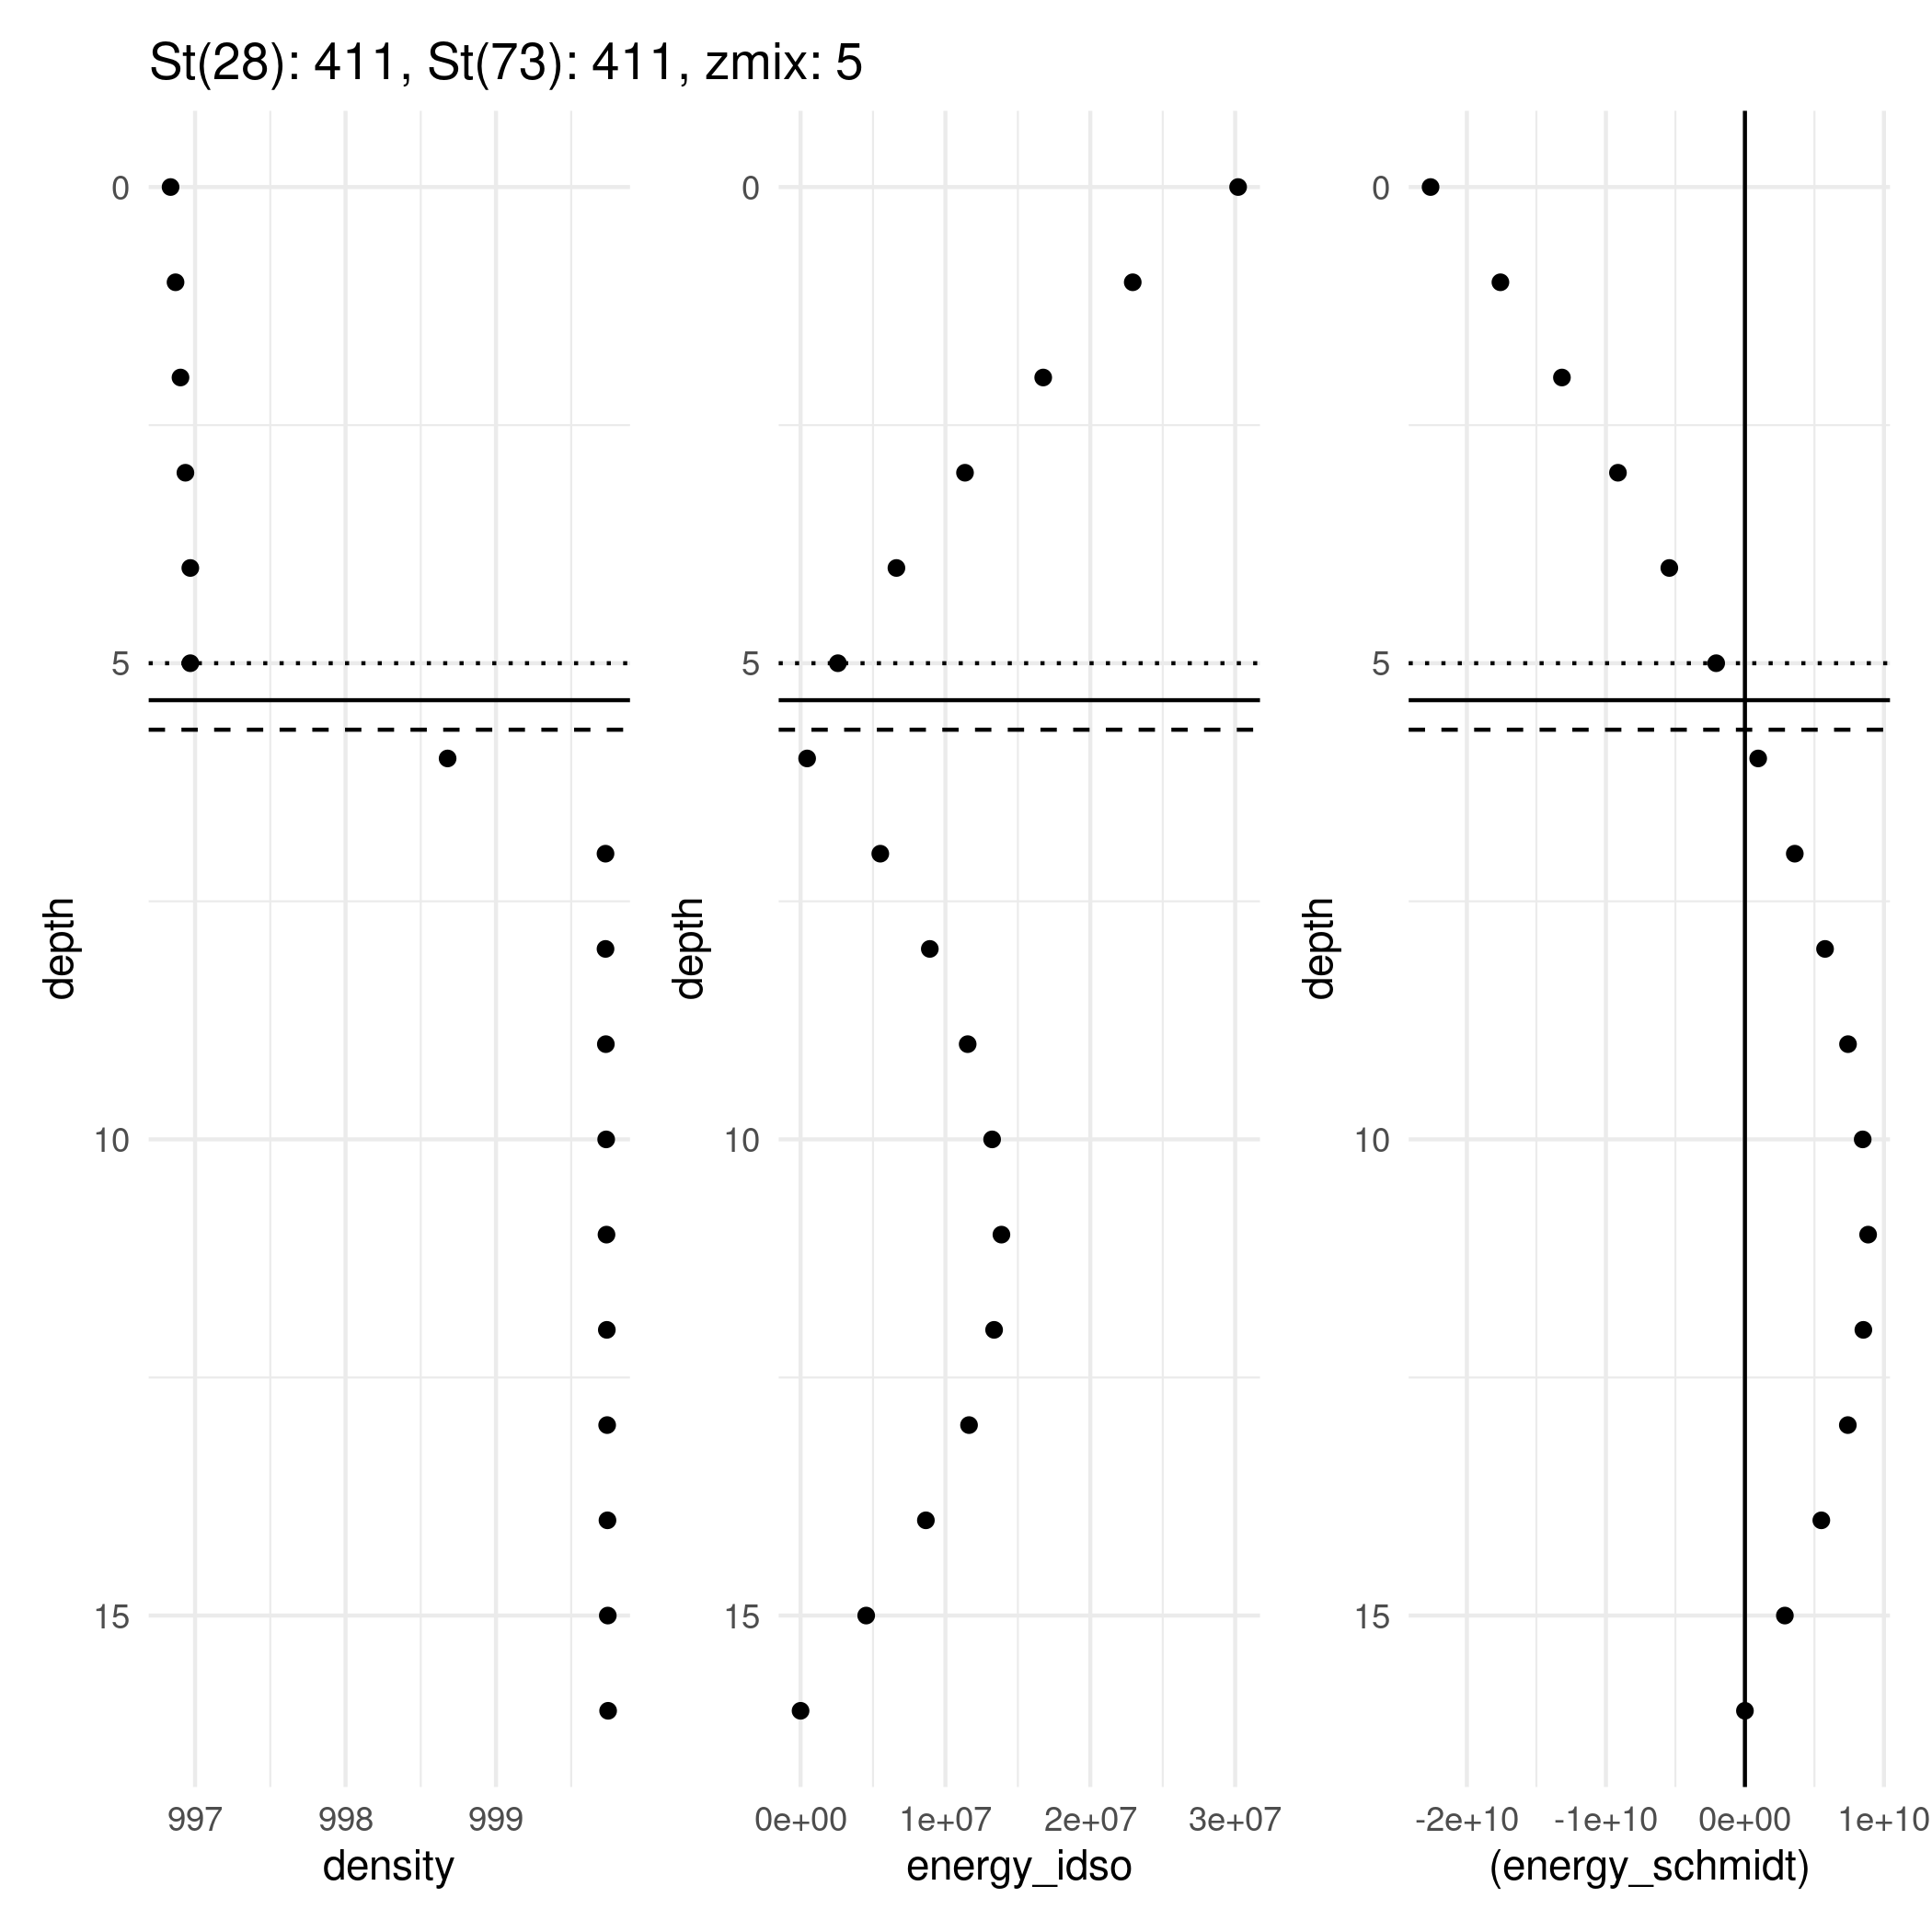 St(28): 411, St(73): 411, zmix: 5
0
5
10
15
depth
997 998 999
density
0
5
10
15
depth
0e+00 1e+07 2e+07 3e+07
energy_idso
0
5
10
15
depth
-2e+10 -1e+10 0e+00 1e+10
(energy_schmidt)